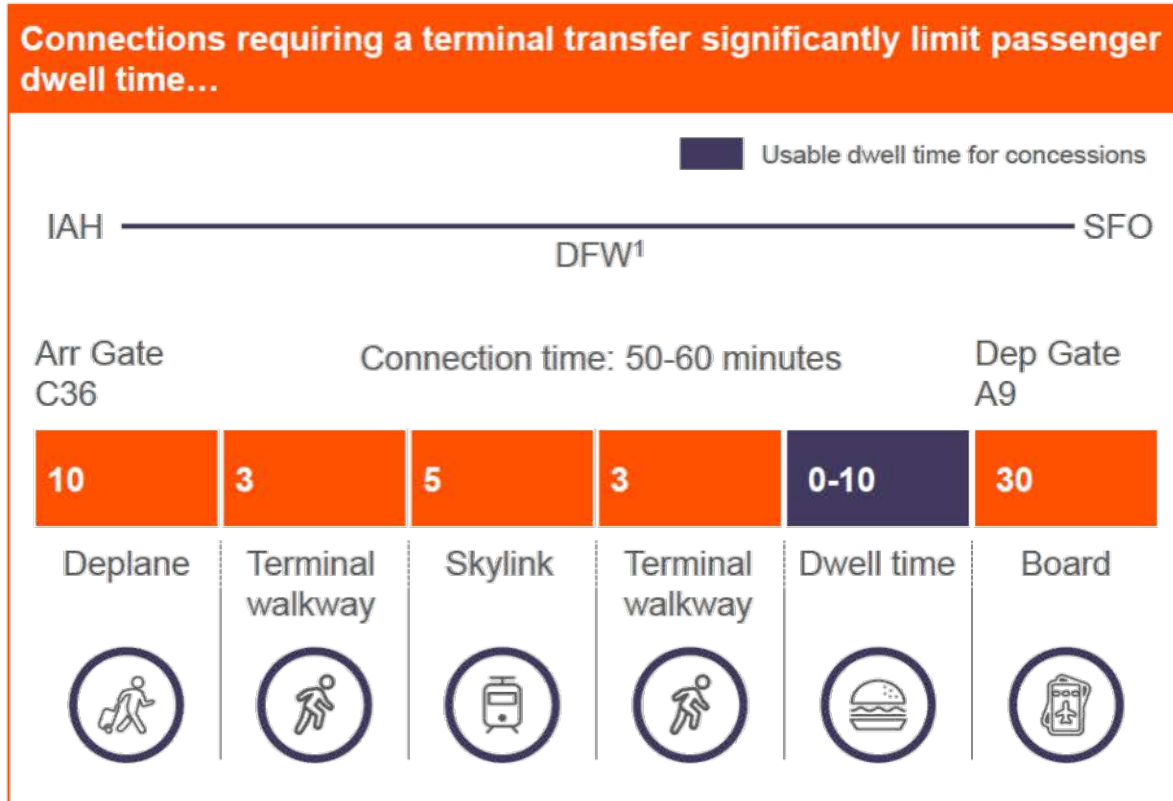 Connections requiring a terminal transfer significantly limit passenger
dwell time…
Usable dwell time for concessions
IAH
SFO
DFW¹
Arr Gate
C36
Connection time: 50-60 minutes
Dep Gate
A9
10
3
5
3
0-10
30
Deplane
Terminal
walkway
Skylink
Terminal
walkway
Dwell time
Board